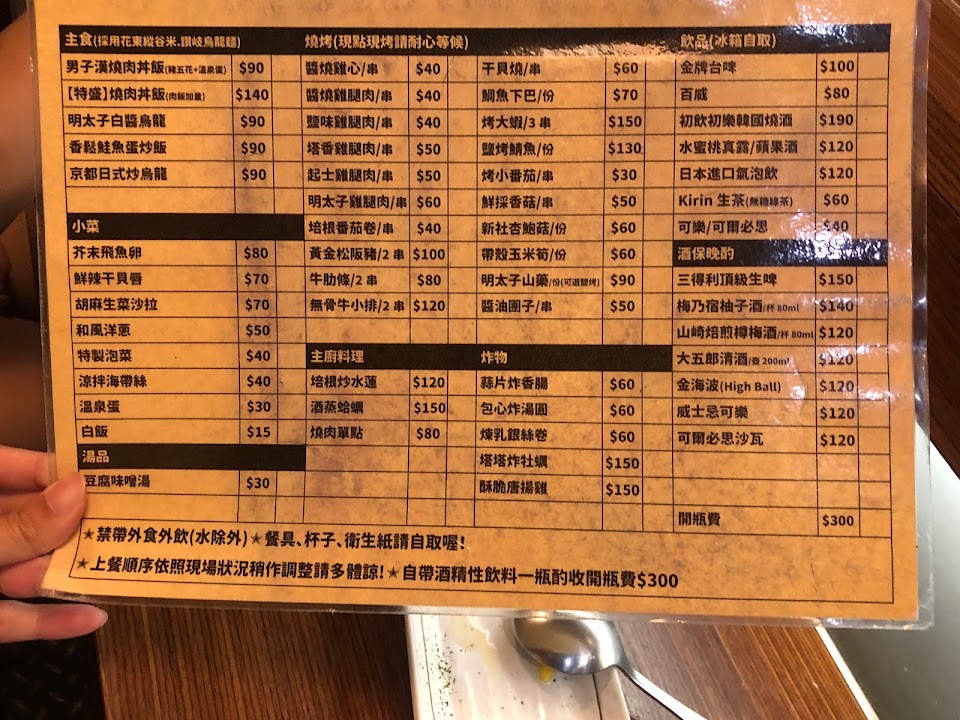 主食(採用花東縱谷米.讚岐烏龍麵)
男子漢燒肉丼飯(豬五花+溫泉蛋) $90
【特盛】燒肉丼飯(肉飯加量) $140
明太子白醬烏龍 $90
香鬆鮭魚蛋炒飯 $90
京都日式炒烏龍 $90
小菜
芥末飛魚卵 $80
鮮辣干貝唇 $70
胡麻生菜沙拉 $70
和風洋蔥 $50
特製泡菜 $40
涼拌海帶絲 $40
溫泉蛋 $30
白飯 $15
湯品
豆腐味噌湯 $30
燒烤(現點現烤請耐心等候)
醬燒雞心/串 $40
醬燒雞腿肉/串 $40
鹽味雞腿肉/串 $40
塔香雞腿肉/串 $50
起士雞腿肉/串 $50
明太子雞腿肉/串 $60
培根番茄卷/串 $40
黃金松阪豬/2 串 $100
牛肋條/2 串 $80
無骨牛小排/2 串 $120
主廚料理
培根炒水蓮 $120
酒蒸蛤蠣 $150
燒肉單點 $80
干貝燒/串 $60
鯛魚下巴/份 $70
烤大蝦/3 串 $150
鹽烤鯖魚/份 $130
烤小番茄/串 $30
鮮採香菇/串 $50
新社杏鮑菇/份 $60
帶殼玉米筍/份 $60
明太子山藥/份(可選鹽烤) $90
醬油團子/串 $50
炸物
蒜片炸香腸 $60
包心炸湯圓 $60
煉乳銀絲卷 $60
塔塔炸牡蠣 $150
酥脆唐揚雞 $150
飲品(冰箱自取)
金牌台啤 $100
百威 $80
初飲初樂韓國燒酒 $190
水蜜桃真露/蘋果酒 $120
日本進口氣泡飲 $120
Kirin 生茶(無糖綠茶) $60
可樂/可爾必思 $40
酒保晚酌
三得利頂級生啤 $150
梅乃宿柚子酒/杯 80ml $140
山崎焙煎樽梅酒/杯 80ml $120
大五郎清酒/壺 200ml $120
金海波(High Ball) $120
威士忌可樂 $120
可爾必思沙瓦 $120
開瓶費 $300
★禁帶外食外飲(水除外)★餐具、杯子、衛生紙請自取喔!
★上餐順序依照現場狀況稍作調整請多體諒!★自帶酒精性飲料一瓶酌收開瓶費$300